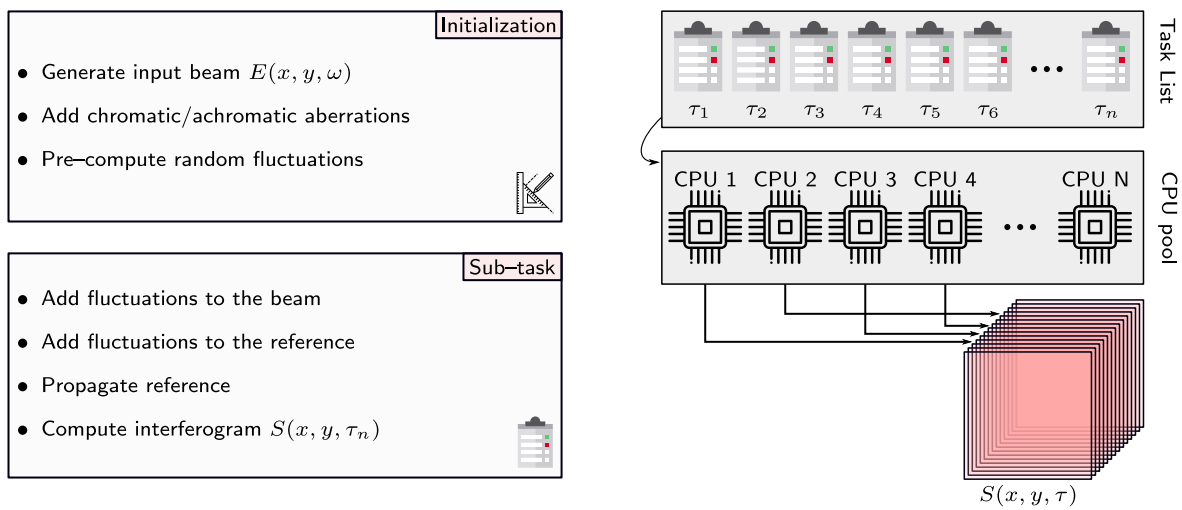 Initialization
• Generate input beam E(x, y, ω)
• Add chromatic/achromatic aberrations
• Pre–compute random fluctuations
Sub–task
• Add fluctuations to the beam
• Add fluctuations to the reference
• Propagate reference
• Compute interferogram S(x, y, τₙ)
Task List
τ₁ τ₂ τ₃ τ₄ τ₅ τ₆ ••• τₙ
CPU pool
CPU 1 CPU 2 CPU 3 CPU 4 ••• CPU N
S(x, y, τ)